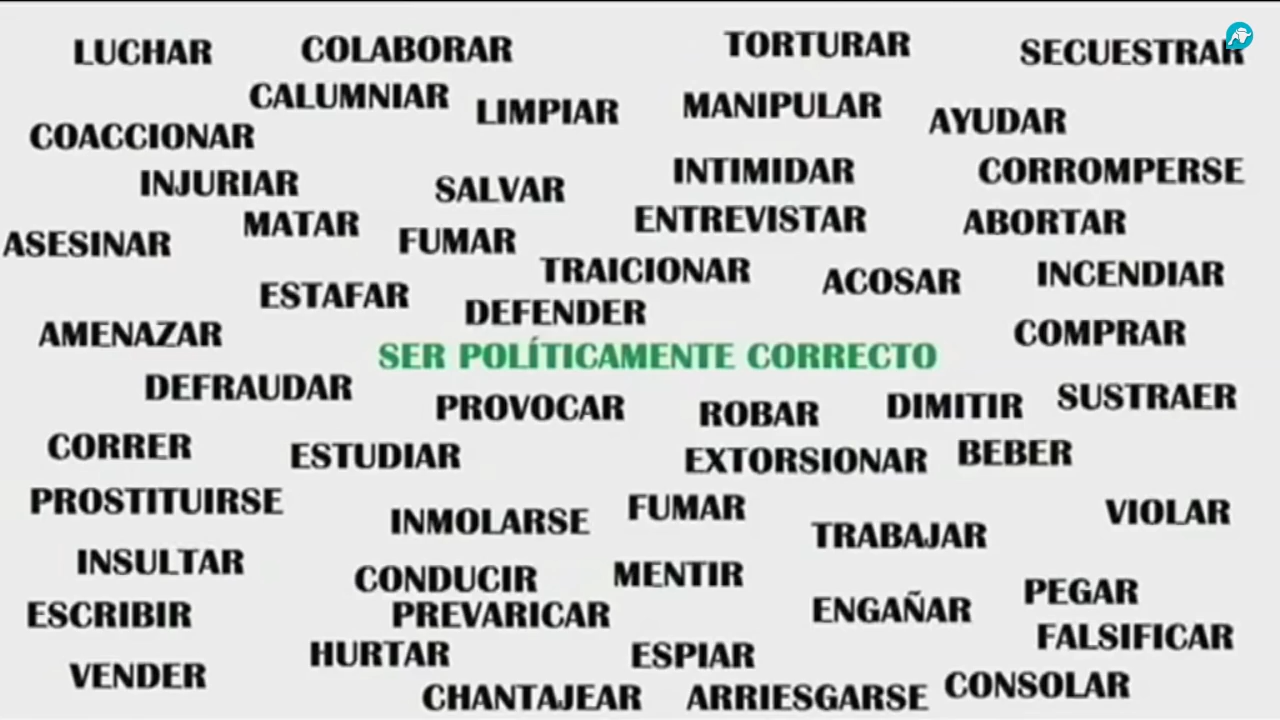 LUCHAR COLABORAR TORTURAR SECUESTRAR
CALUMNIAR LIMPIAR MANIPULAR AYUDAR
COACCIONAR
INJURIAR SALVAR INTIMIDAR CORROMPERSE
MATAR ENTREVISTAR ABORTAR
ASESINAR FUMAR
TRAICIONAR ACOSAR INCENDIAR
ESTAFAR DEFENDER
AMENAZAR COMPRAR
SER POLÍTICAMENTE CORRECTO
DEFRAUDAR PROVOCAR ROBAR DIMITIR SUSTRAER
CORRER ESTUDIAR EXTORSIONAR BEBER
PROSTITUIRSE INMOLARSE FUMAR VIOLAR
TRABAJAR
INSULTAR CONDUCIR MENTIR PEGAR
ESCRIBIR PREVARICAR ENGAÑAR
FALSIFICAR
HURTAR ESPIAR
VENDER CHANTAJEAR ARRIESGARSE CONSOLAR